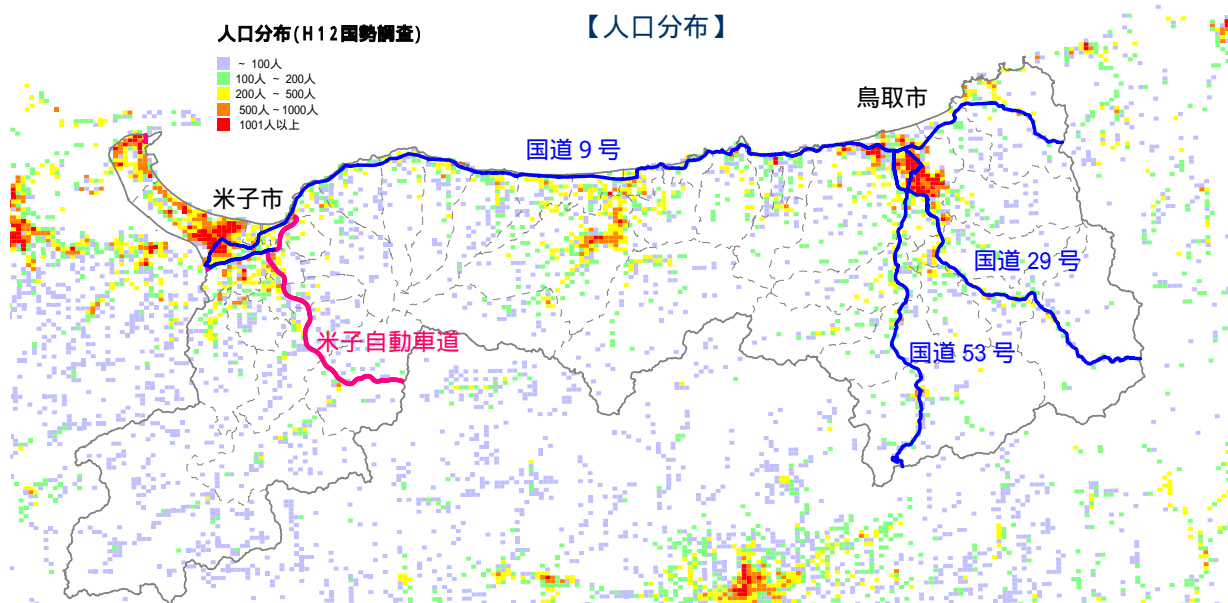 【人口分布】
人口分布(H12国勢調査)
~ 100人
100人 ~ 200人
200人 ~ 500人
500人~1000人
1001人以上
鳥取市
国道 9 号
米子市
国道 29 号
米子自動車道
国道 53 号